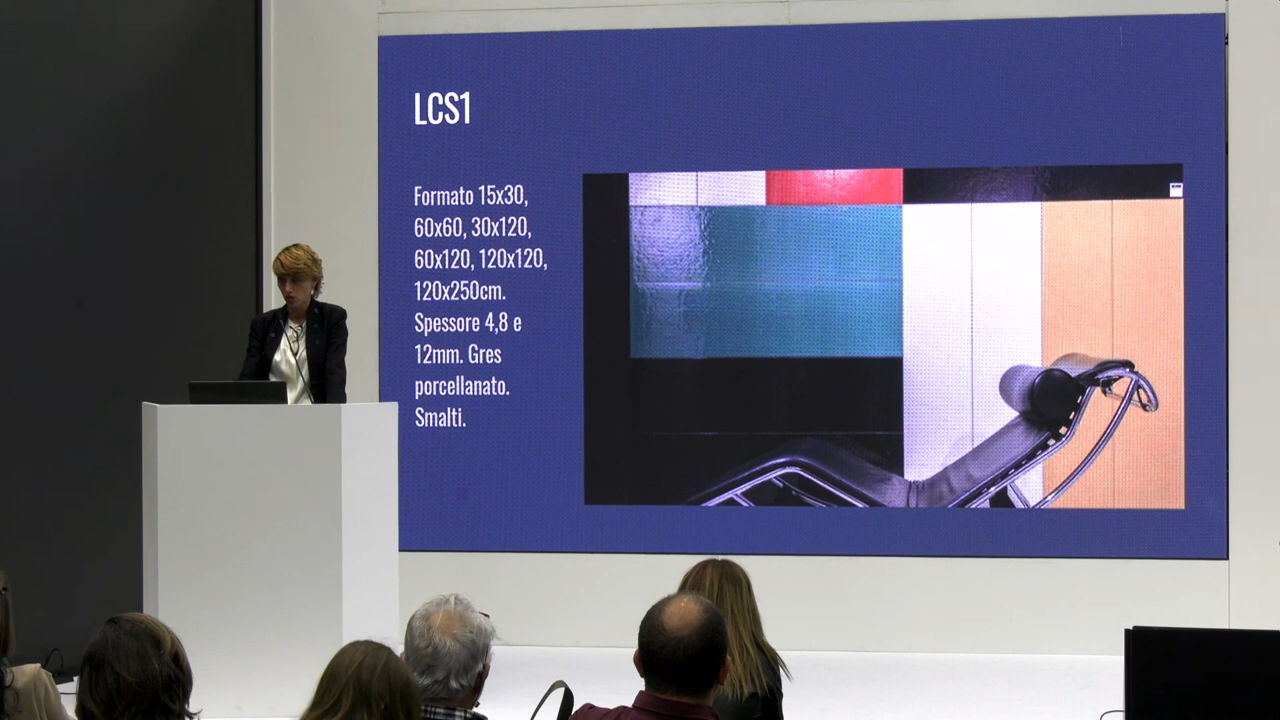 LCS1
Formato 15x30,
60x60, 30x120,
60x120, 120x120,
120x250cm.
Spessore 4,8 e
12mm. Gres
porcellanato.
Smalti.